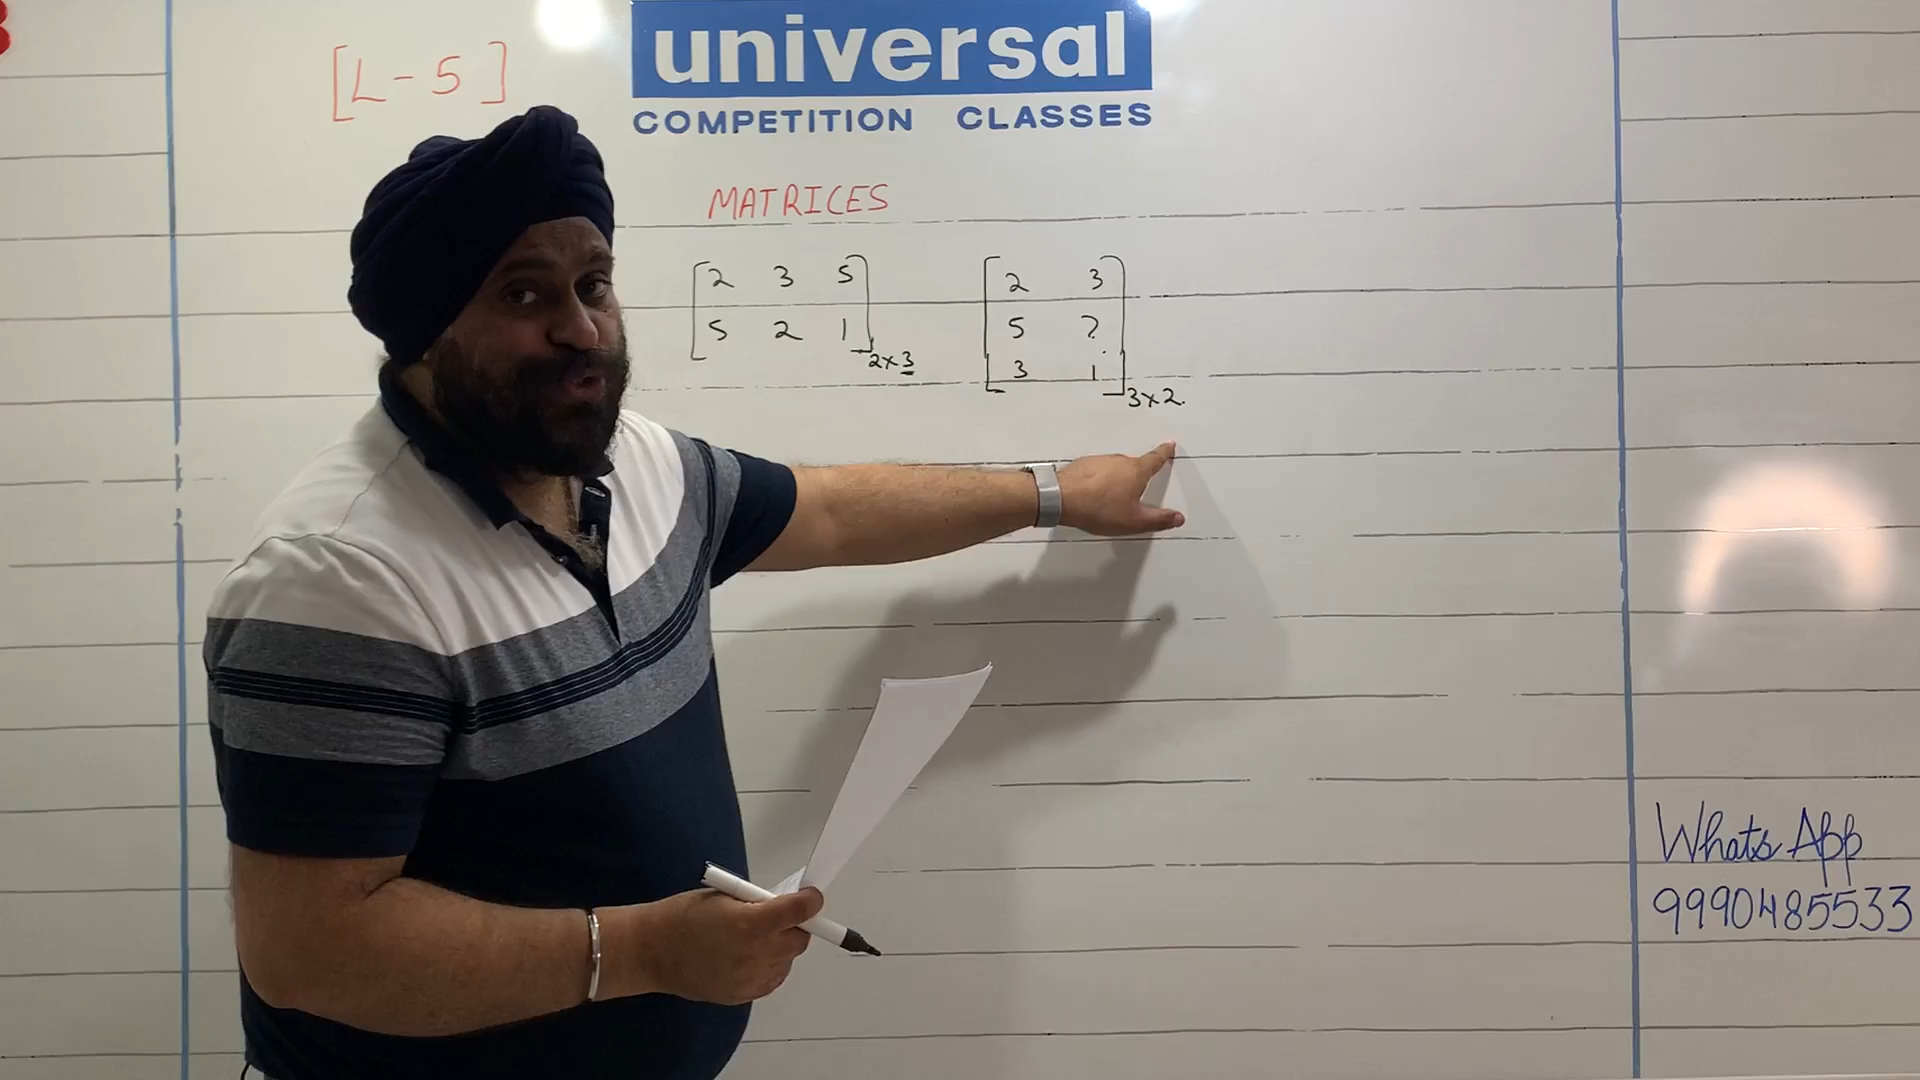 [L-5]
universal
COMPETITION CLASSES
MATRICES
2 3 5
5 2 1
2×3
2 3
5 ?
3 1
3×2.
Whats App
9990485533